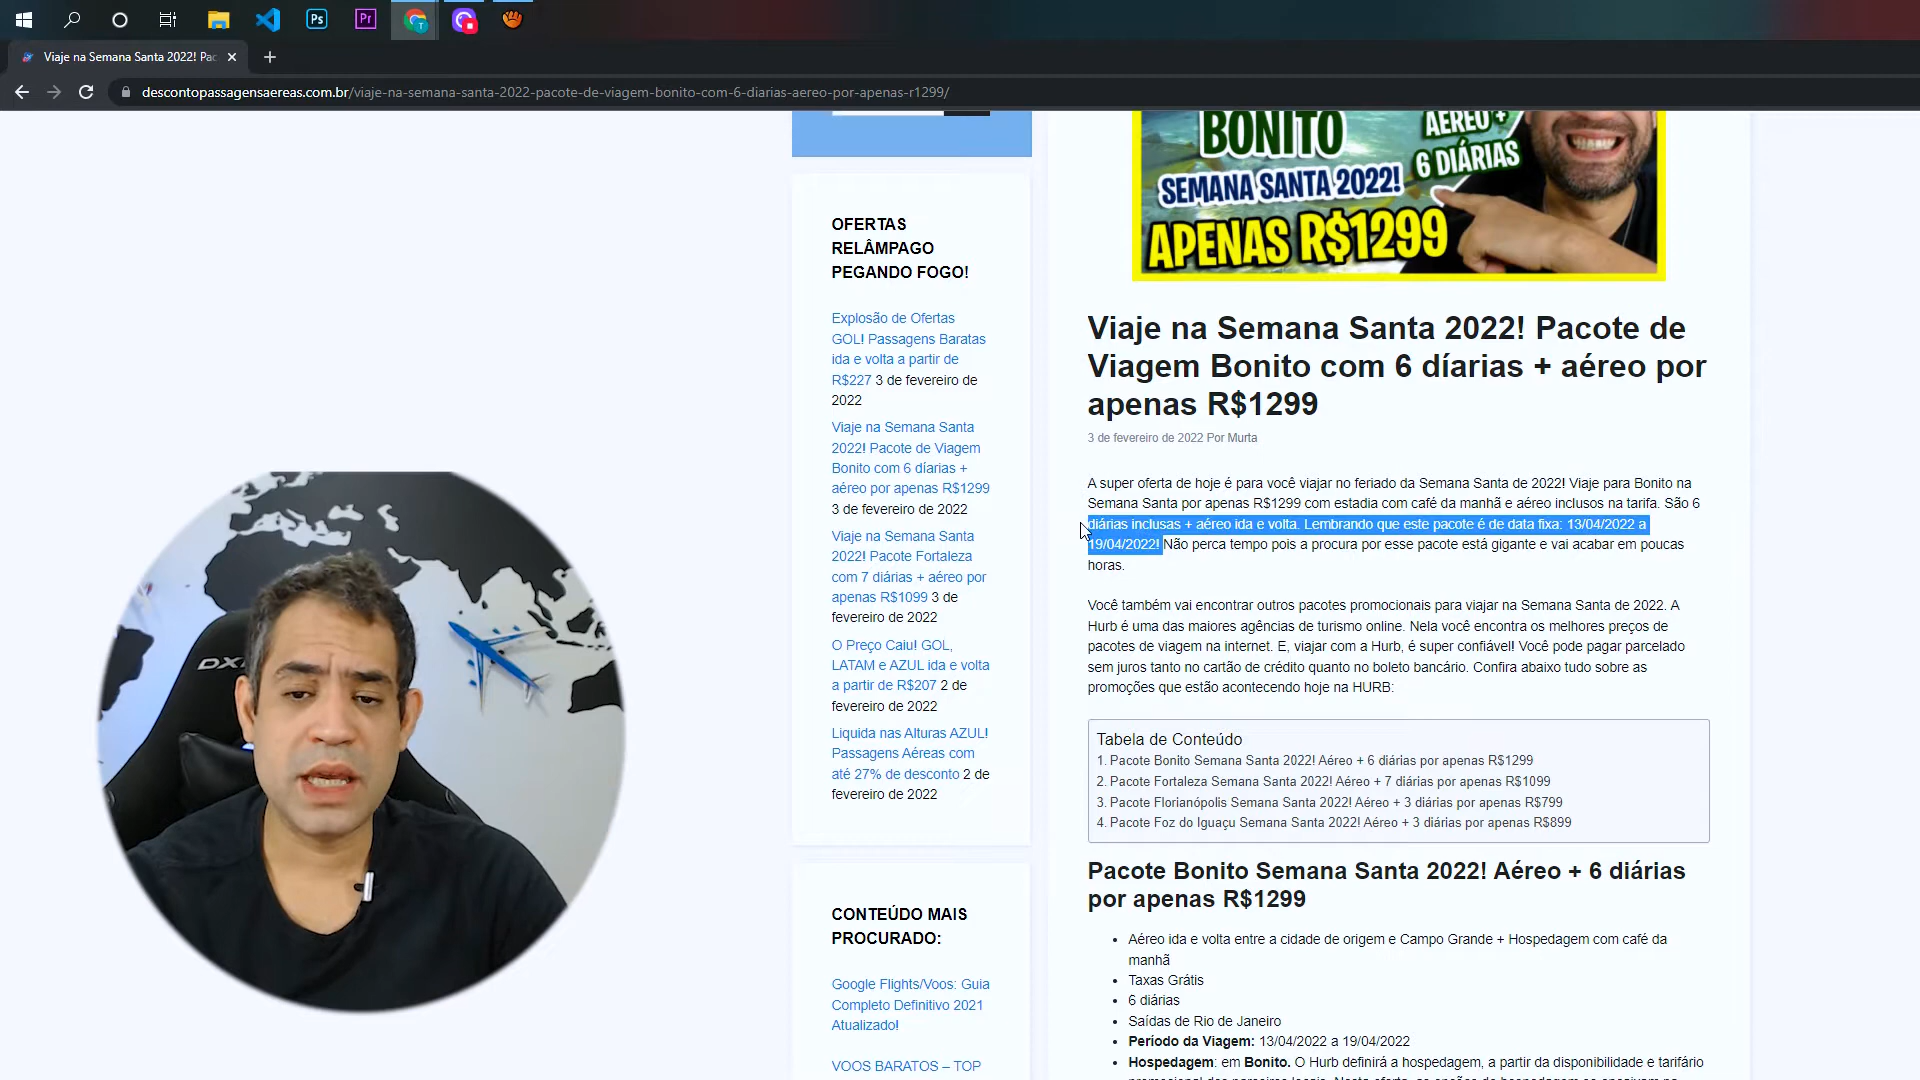 Ps
Pr
Viaje na Semana Santa 2022! Pac
descontopassagensaereas.com.br/viaje-na-semana-santa-2022-pacote-de-viagem-bonito-com-6-diarias-aereo-por-apenas-r1299/
BONITO
AÉREO +
6 DIÁRIAS
SEMANA SANTA 2022!
APENAS R$1299
OFERTAS
RELÂMPAGO
PEGANDO FOGO!
Explosão de Ofertas
GOL! Passagens Baratas
ida e volta a partir de
R$227 3 de fevereiro de
2022
Viaje na Semana Santa
2022! Pacote de Viagem
Bonito com 6 díarias +
aéreo por apenas R$1299
3 de fevereiro de 2022
Viaje na Semana Santa
2022! Pacote Fortaleza
com 7 diárias + aéreo por
apenas R$1099 3 de
fevereiro de 2022
O Preço Caiu! GOL,
LATAM e AZUL ida e volta
a partir de R$207 2 de
fevereiro de 2022
Liquida nas Alturas AZUL!
Passagens Aéreas com
até 27% de desconto 2 de
fevereiro de 2022
CONTEÚDO MAIS
PROCURADO:
Google Flights/Voos: Guia
Completo Definitivo 2021
Atualizado!
VOOS BARATOS – TOP
Viaje na Semana Santa 2022! Pacote de
Viagem Bonito com 6 díarias + aéreo por
apenas R$1299
3 de fevereiro de 2022 Por Murta
A super oferta de hoje é para você viajar no feriado da Semana Santa de 2022! Viaje para Bonito na
Semana Santa por apenas R$1299 com estadia com café da manhã e aéreo inclusos na tarifa. São 6
diárias inclusas + aéreo ida e volta. Lembrando que este pacote é de data fixa: 13/04/2022 a
19/04/2022! Não perca tempo pois a procura por esse pacote está gigante e vai acabar em poucas
horas.
Você também vai encontrar outros pacotes promocionais para viajar na Semana Santa de 2022. A
Hurb é uma das maiores agências de turismo online. Nela você encontra os melhores preços de
pacotes de viagem na internet. E, viajar com a Hurb, é super confiável! Você pode pagar parcelado
sem juros tanto no cartão de crédito quanto no boleto bancário. Confira abaixo tudo sobre as
promoções que estão acontecendo hoje na HURB:
Tabela de Conteúdo
1. Pacote Bonito Semana Santa 2022! Aéreo + 6 diárias por apenas R$1299
2. Pacote Fortaleza Semana Santa 2022! Aéreo + 7 diárias por apenas R$1099
3. Pacote Florianópolis Semana Santa 2022! Aéreo + 3 diárias por apenas R$799
4. Pacote Foz do Iguaçu Semana Santa 2022! Aéreo + 3 diárias por apenas R$899
Pacote Bonito Semana Santa 2022! Aéreo + 6 diárias
por apenas R$1299
Aéreo ida e volta entre a cidade de origem e Campo Grande + Hospedagem com café da
manhã
Taxas Grátis
6 diárias
Saídas de Rio de Janeiro
Período da Viagem: 13/04/2022 a 19/04/2022
Hospedagem: em Bonito. O Hurb definirá a hospedagem, a partir da disponibilidade e tarifário